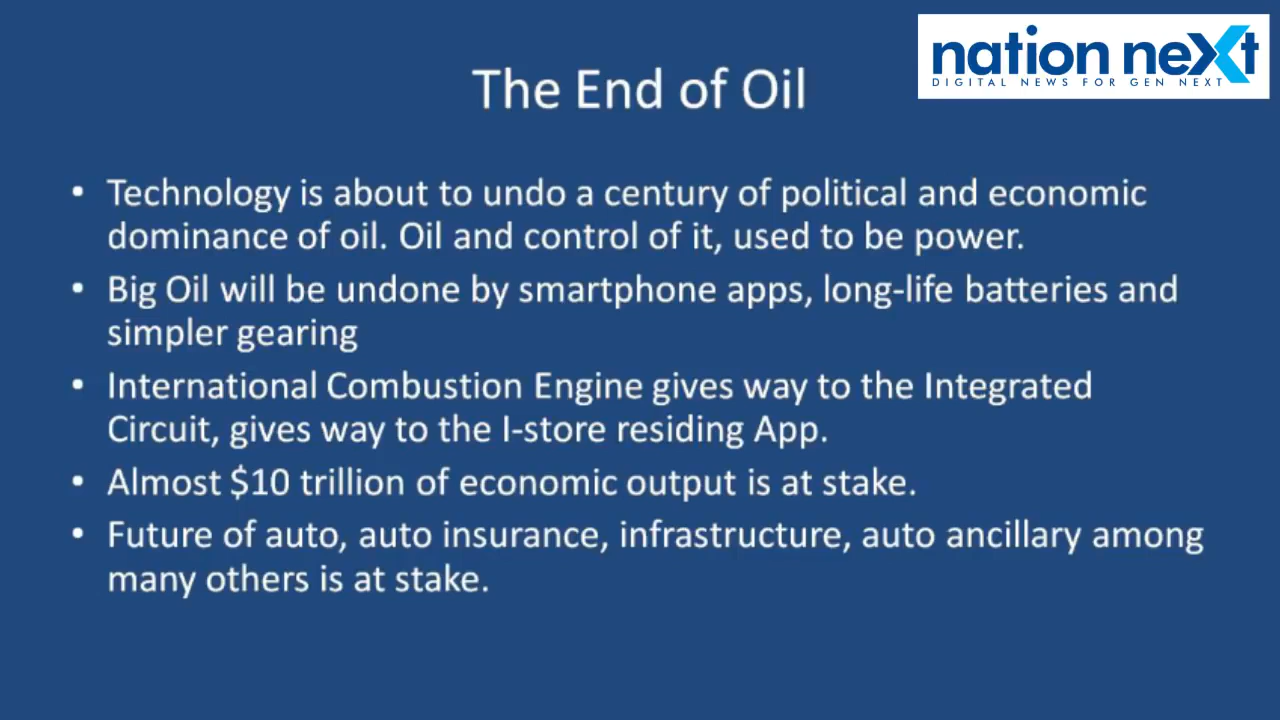 nation next
DIGITAL NEWS FOR GEN NEXT
The End of Oil
• Technology is about to undo a century of political and economic
dominance of oil. Oil and control of it, used to be power.
• Big Oil will be undone by smartphone apps, long-life batteries and
simpler gearing
• International Combustion Engine gives way to the Integrated
Circuit, gives way to the I-store residing App.
• Almost $10 trillion of economic output is at stake.
• Future of auto, auto insurance, infrastructure, auto ancillary among
many others is at stake.